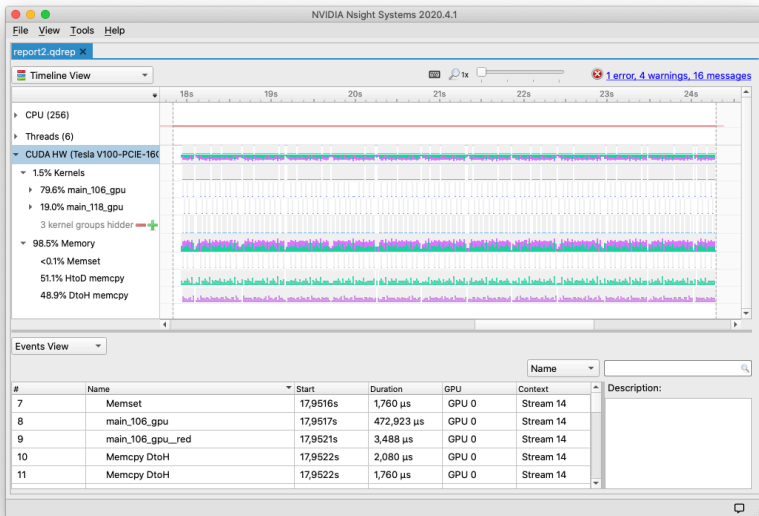 NVIDIA Nsight Systems 2020.4.1
File View Tools Help
report2.qdrep ×
Timeline View
1x
1 error, 4 warnings, 16 messages
18s 19s 20s 21s 22s 23s 24s
CPU (256)
Threads (6)
CUDA HW (Tesla V100-PCIE-16G
1.5% Kernels
79.6% main_106_gpu
19.0% main_118_gpu
3 kernel groups hidden
98.5% Memory
<0.1% Memset
51.1% HtoD memcpy
48.9% DtoH memcpy
Events View
Name
# Name Start Duration GPU Context Description:
7 Memset 17,9516s 1,760 μs GPU 0 Stream 14
8 main_106_gpu 17,9517s 472,923 μs GPU 0 Stream 14
9 main_106_gpu__red 17,9521s 3,488 μs GPU 0 Stream 14
10 Memcpy DtoH 17,9522s 2,080 μs GPU 0 Stream 14
11 Memcpy DtoH 17,9522s 1,760 μs GPU 0 Stream 14